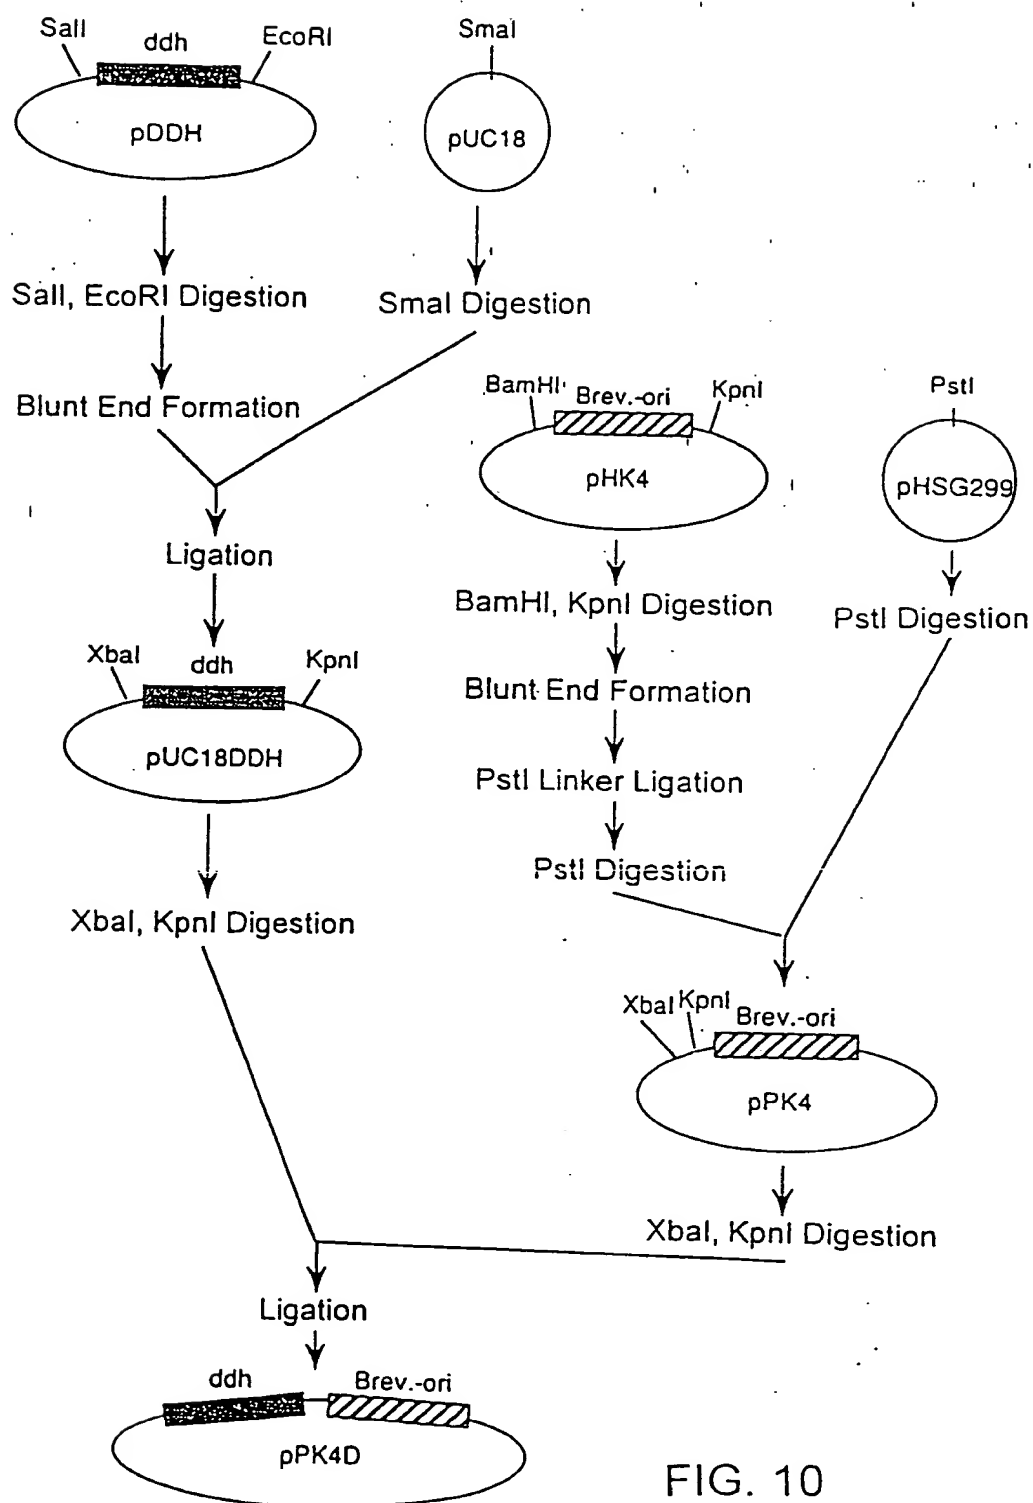 SalI
ddh
EcoRI
pDDH
SmaI
pUC18
SalI, EcoRI Digestion
SmaI Digestion
Blunt End Formation
Ligation
BamHI
Brev.-ori
KpnI
pHK4
PstI
pHSG299
BamHI, KpnI Digestion
PstI Digestion
Blunt End Formation
PstI Linker Ligation
PstI Digestion
XbaI
ddh
KpnI
pUC18DDH
XbaI, KpnI Digestion
XbaI
KpnI
Brev.-ori
pPK4
XbaI, KpnI Digestion
Ligation
ddh
Brev.-ori
pPK4D
FIG. 10